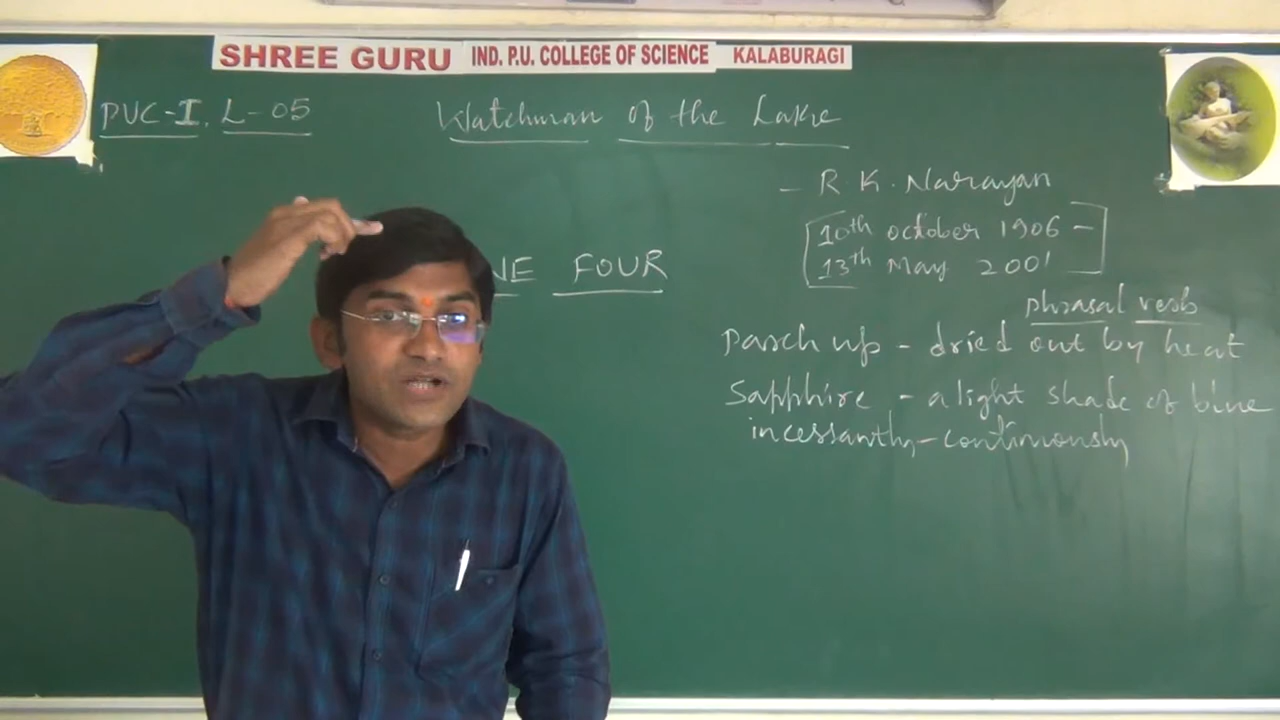 SHREE GURU IND. P.U. COLLEGE OF SCIENCE KALABURAGI
PUC-I. L-05
Watchman of the Lake
- R K. Narayan
10th october 1906 -
13th May 2001
NE FOUR
phrasal verb
parch up - dried out by heat
Sapphire - a light shade of blue
incessantly - continuously